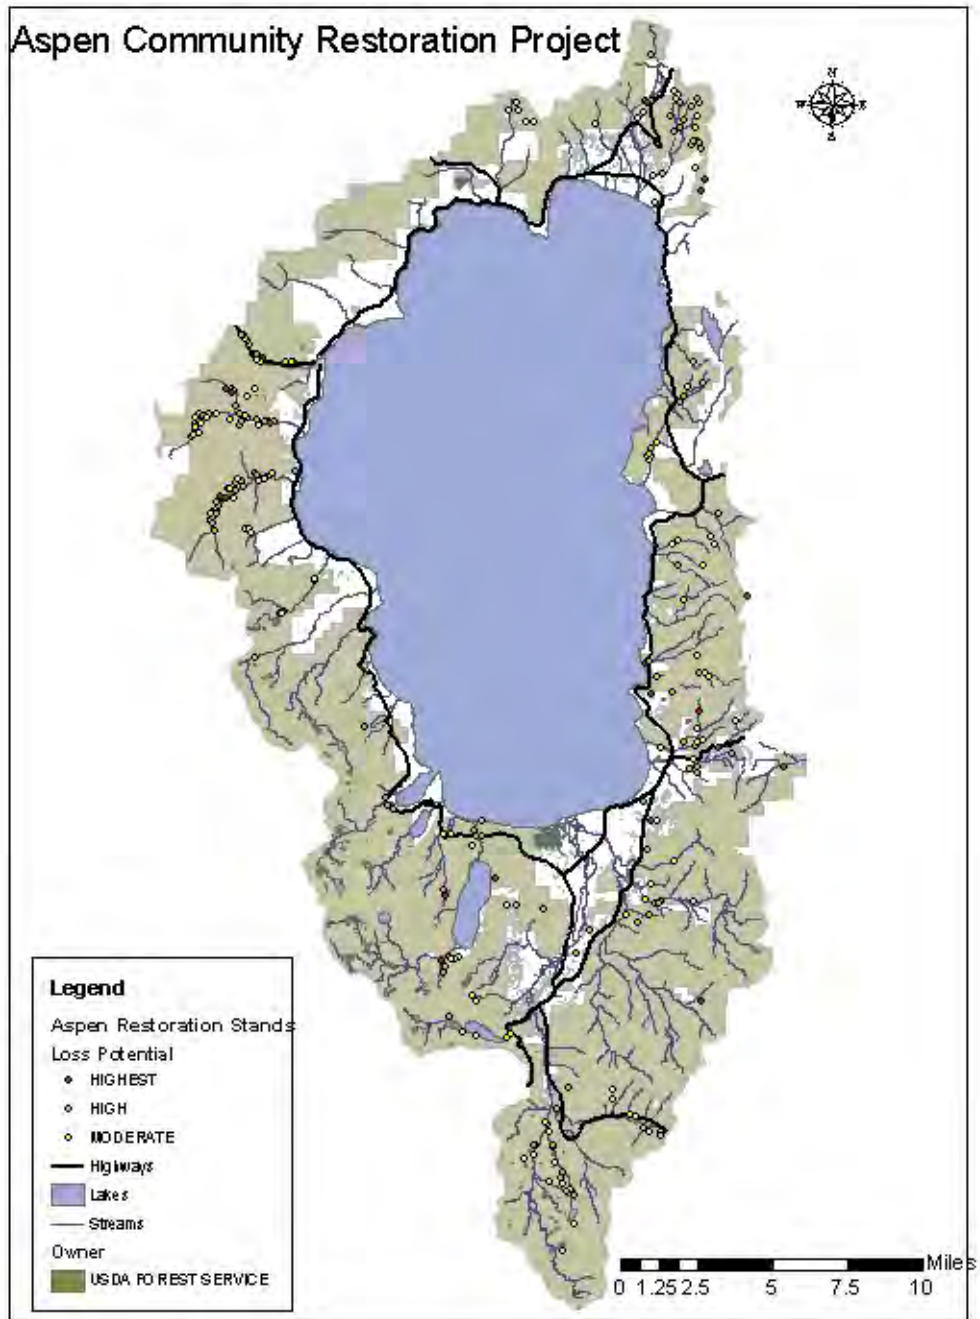 Aspen Community Restoration Project
N
W E
S
Legend
Aspen Restoration Stands
Loss Potential
HIGHEST
HIGH
MODERATE
Highways
Lakes
Streams
Owner
USDA FOREST SERVICE
Miles
0 1.25 2.5 5 7.5 10